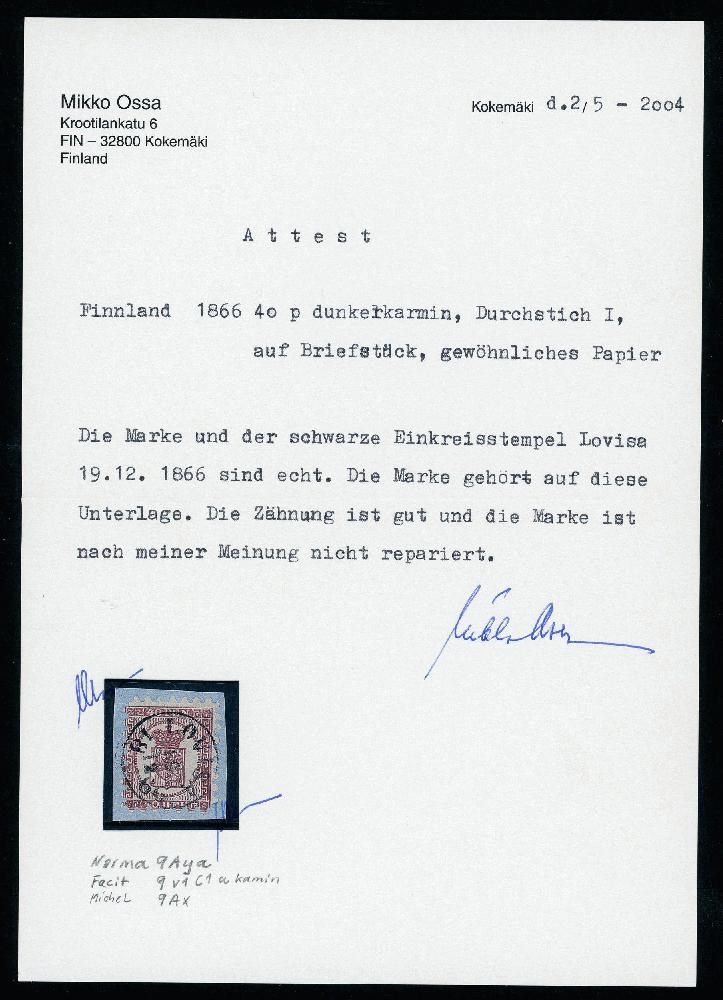 Mikko Ossa
Krootilankatu 6
FIN – 32800 Kokemäki
Finland
Kokemäki d.2/5 - 2004
Attest
Finnland 1866 40 p dunkelkarmin, Durchstich I,
auf Briefstück, gewöhnliches Papier
Die Marke und der schwarze Einkreisstempel Lovisa
19.12. 1866 sind echt. Die Marke gehört auf diese
Unterlage. Die Zähnung ist gut und die Marke ist
nach meiner Meinung nicht repariert.
Norma 9Aya
Facit 9 v1 C1 a kamin
Michel 9Ax